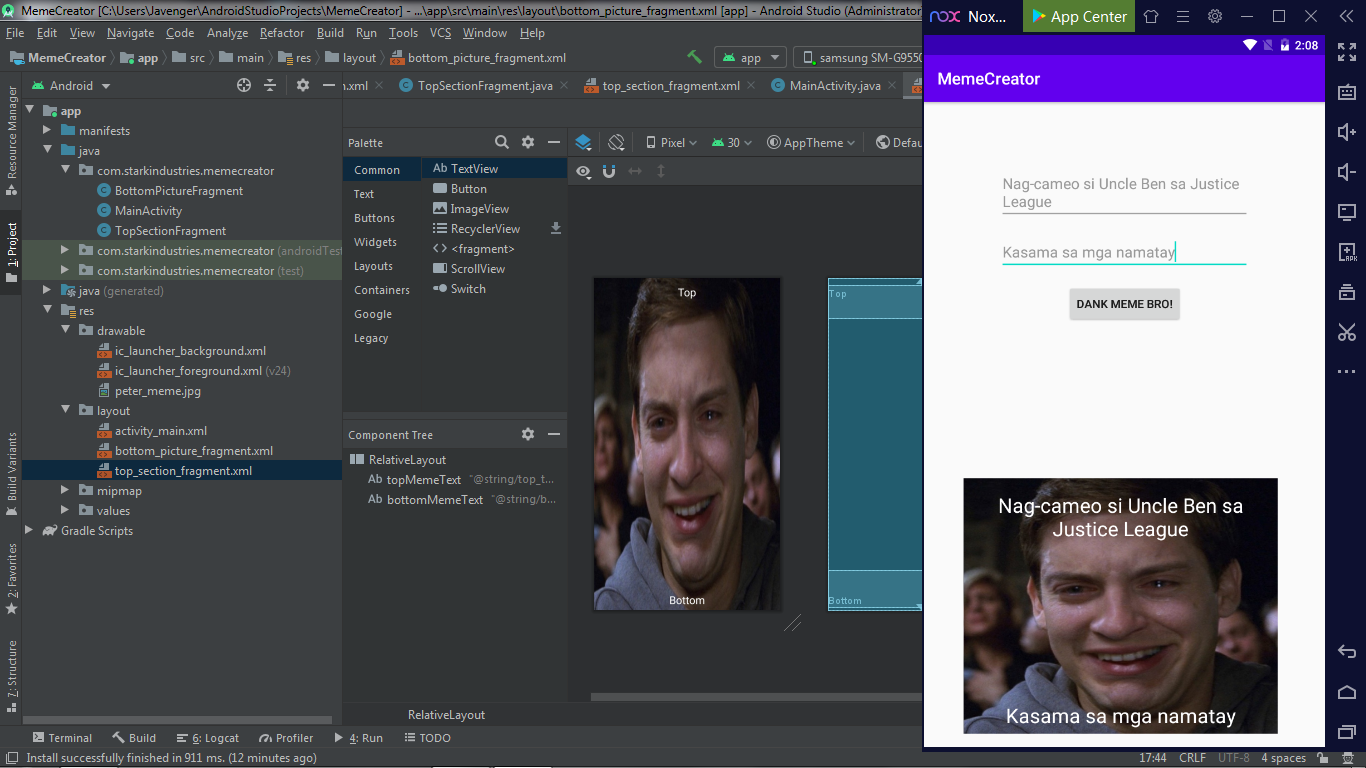 MemeCreator [C:\Users\Javenger\AndroidStudioProjects\MemeCreator] - ...\app\src\main\res\layout\bottom_picture_fragment.xml [app] - Android Studio (Administrator)
File Edit View Navigate Code Analyze Refactor Build Run Tools VCS Window Help
MemeCreator app src main res layout bottom_picture_fragment.xml app samsung SM-G9550
Android n.xml TopSectionFragment.java top_section_fragment.xml MainActivity.java
Resource Manager
1: Project
Build Variants
2: Favorites
7: Structure
app
manifests
java
com.starkindustries.memecreator
BottomPictureFragment
MainActivity
TopSectionFragment
com.starkindustries.memecreator (androidTest
com.starkindustries.memecreator (test)
java (generated)
res
drawable
ic_launcher_background.xml
ic_launcher_foreground.xml (v24)
peter_meme.jpg
layout
activity_main.xml
bottom_picture_fragment.xml
top_section_fragment.xml
mipmap
values
Gradle Scripts
Palette
Common
Text
Buttons
Widgets
Layouts
Containers
Google
Legacy
Ab TextView
Button
ImageView
RecyclerView
<fragment>
ScrollView
Switch
Component Tree
RelativeLayout
Ab topMemeText "@string/top_t...
Ab bottomMemeText "@string/b...
Pixel 30 AppTheme Defau
Top
Bottom
Top
Bottom
RelativeLayout
Terminal Build 6: Logcat Profiler 4: Run TODO
Install successfully finished in 911 ms. (12 minutes ago)
17:44 CRLF UTF-8 4 spaces
nox Nox... App Center
2:08
MemeCreator
Nag-cameo si Uncle Ben sa Justice
League
Kasama sa mga namatay
DANK MEME BRO!
Nag-cameo si Uncle Ben sa
Justice League
Kasama sa mga namatay
APK